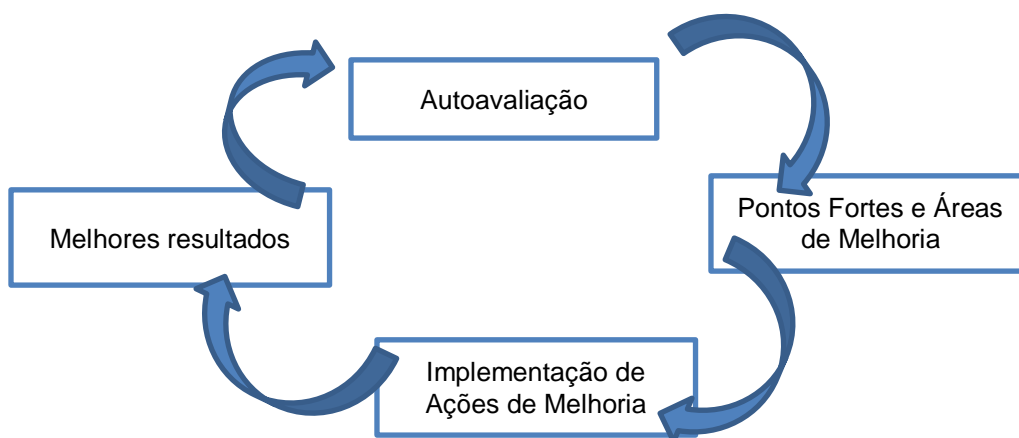 Autoavaliação
Pontos Fortes e Áreas
de Melhoria
Implementação de
Ações de Melhoria
Melhores resultados